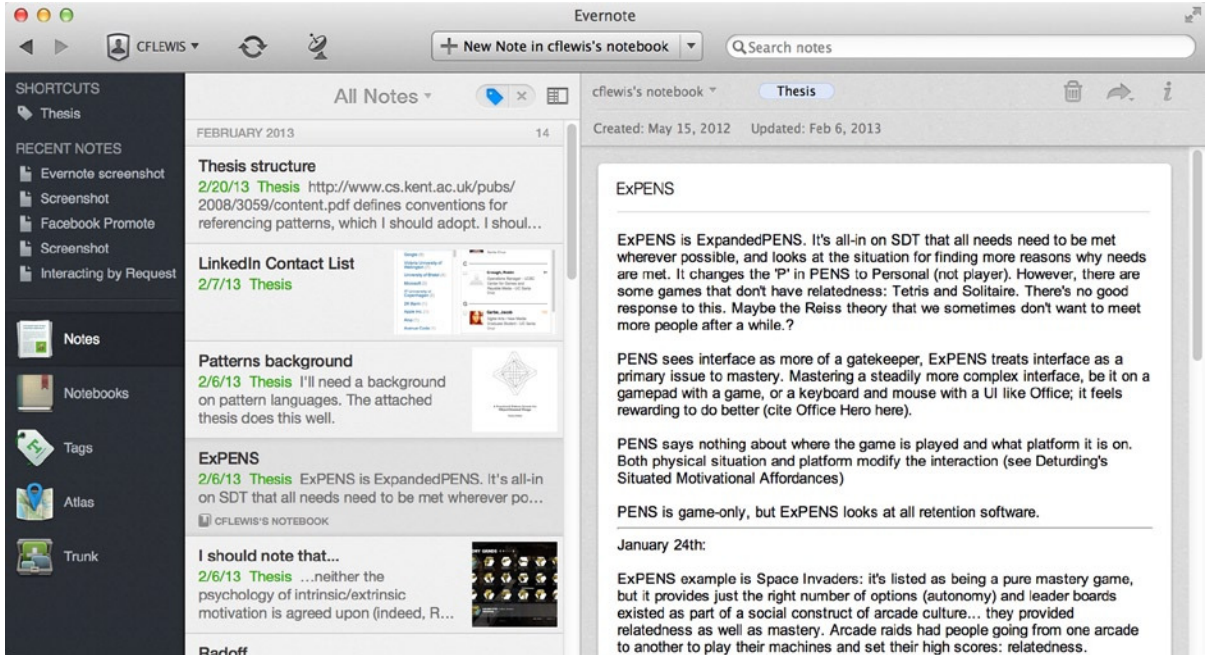 Evernote
CFLEWIS
New Note in cflewis's notebook
Search notes
SHORTCUTS
Thesis
RECENT NOTES
Evernote screenshot
Screenshot
Facebook Promote
Screenshot
Interacting by Request
Notes
Notebooks
Tags
Atlas
Trunk
All Notes
FEBRUARY 2013 14
Thesis structure
2/20/13 Thesis http://www.cs.kent.ac.uk/pubs/
2008/3059/content.pdf defines conventions for
referencing patterns, which I should adopt. I shoul...
LinkedIn Contact List
2/7/13 Thesis
Patterns background
2/6/13 Thesis I'll need a background
on pattern languages. The attached
thesis does this well.
ExPENS
2/6/13 Thesis ExPENS is ExpandedPENS. It's all-in
on SDT that all needs need to be met wherever po...
CFLEWIS'S NOTEBOOK
I should note that...
2/6/13 Thesis ...neither the
psychology of intrinsic/extrinsic
motivation is agreed upon (indeed, R...
Radoff
cflewis's notebook Thesis
Created: May 15, 2012 Updated: Feb 6, 2013
ExPENS
ExPENS is ExpandedPENS. It's all-in on SDT that all needs need to be met
wherever possible, and looks at the situation for finding more reasons why needs
are met. It changes the 'P' in PENS to Personal (not player). However, there are
some games that don't have relatedness: Tetris and Solitaire. There's no good
response to this. Maybe the Reiss theory that we sometimes don't want to meet
more people after a while.?
PENS sees interface as more of a gatekeeper, ExPENS treats interface as a
primary issue to mastery. Mastering a steadily more complex interface, be it on a
gamepad with a game, or a keyboard and mouse with a UI like Office; it feels
rewarding to do better (cite Office Hero here).
PENS says nothing about where the game is played and what platform it is on.
Both physical situation and platform modify the interaction (see Deturding's
Situated Motivational Affordances)
PENS is game-only, but ExPENS looks at all retention software.
January 24th:
ExPENS example is Space Invaders: it's listed as being a pure mastery game,
but it provides just the right number of options (autonomy) and leader boards
existed as part of a social construct of arcade culture... they provided
relatedness as well as mastery. Arcade raids had people going from one arcade
to another to play their machines and set their high scores: relatedness.